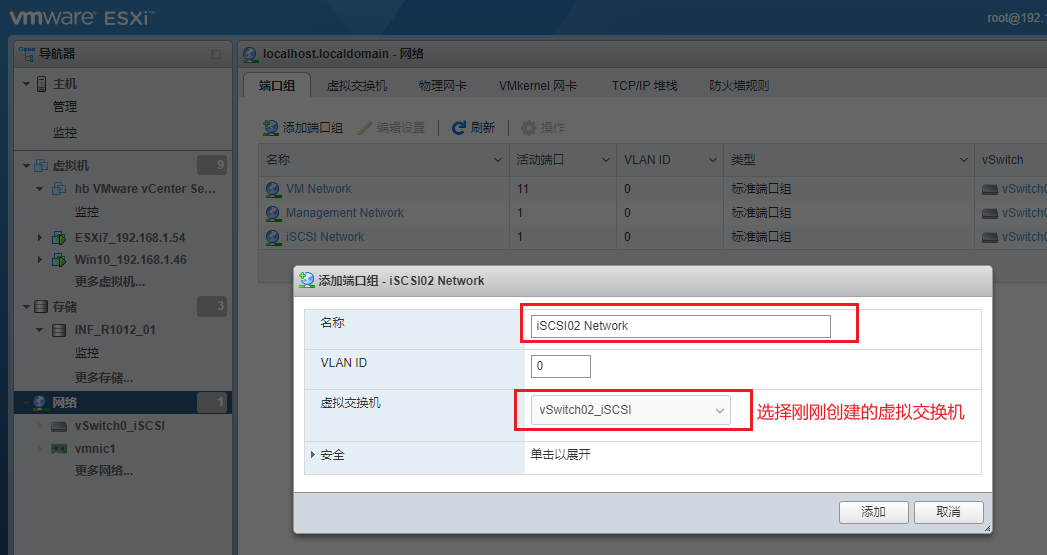 vmware ESXi
root@192.1
导航器
主机
管理
监控
虚拟机 9
hb VMware vCenter Se...
监控
ESXi7_192.168.1.54
Win10_192.168.1.46
更多虚拟机...
存储 3
INF_R1012_01
监控
更多存储...
网络 1
vSwitch0_iSCSI
vmnic1
更多网络...
localhost.localdomain - 网络
端口组 虚拟交换机 物理网卡 VMkernel 网卡 TCP/IP 堆栈 防火墙规则
添加端口组 编辑设置 刷新 操作
名称 活动端口 VLAN ID 类型 vSwitch
VM Network 11 0 标准端口组 vSwitch0
Management Network 1 0 标准端口组 vSwitch0
iSCSI Network 1 0 标准端口组 vSwitch0
添加端口组 - iSCSI02 Network
名称 iSCSI02 Network
VLAN ID 0
虚拟交换机 vSwitch02_iSCSI 选择刚刚创建的虚拟交换机
安全 单击以展开
添加 取消